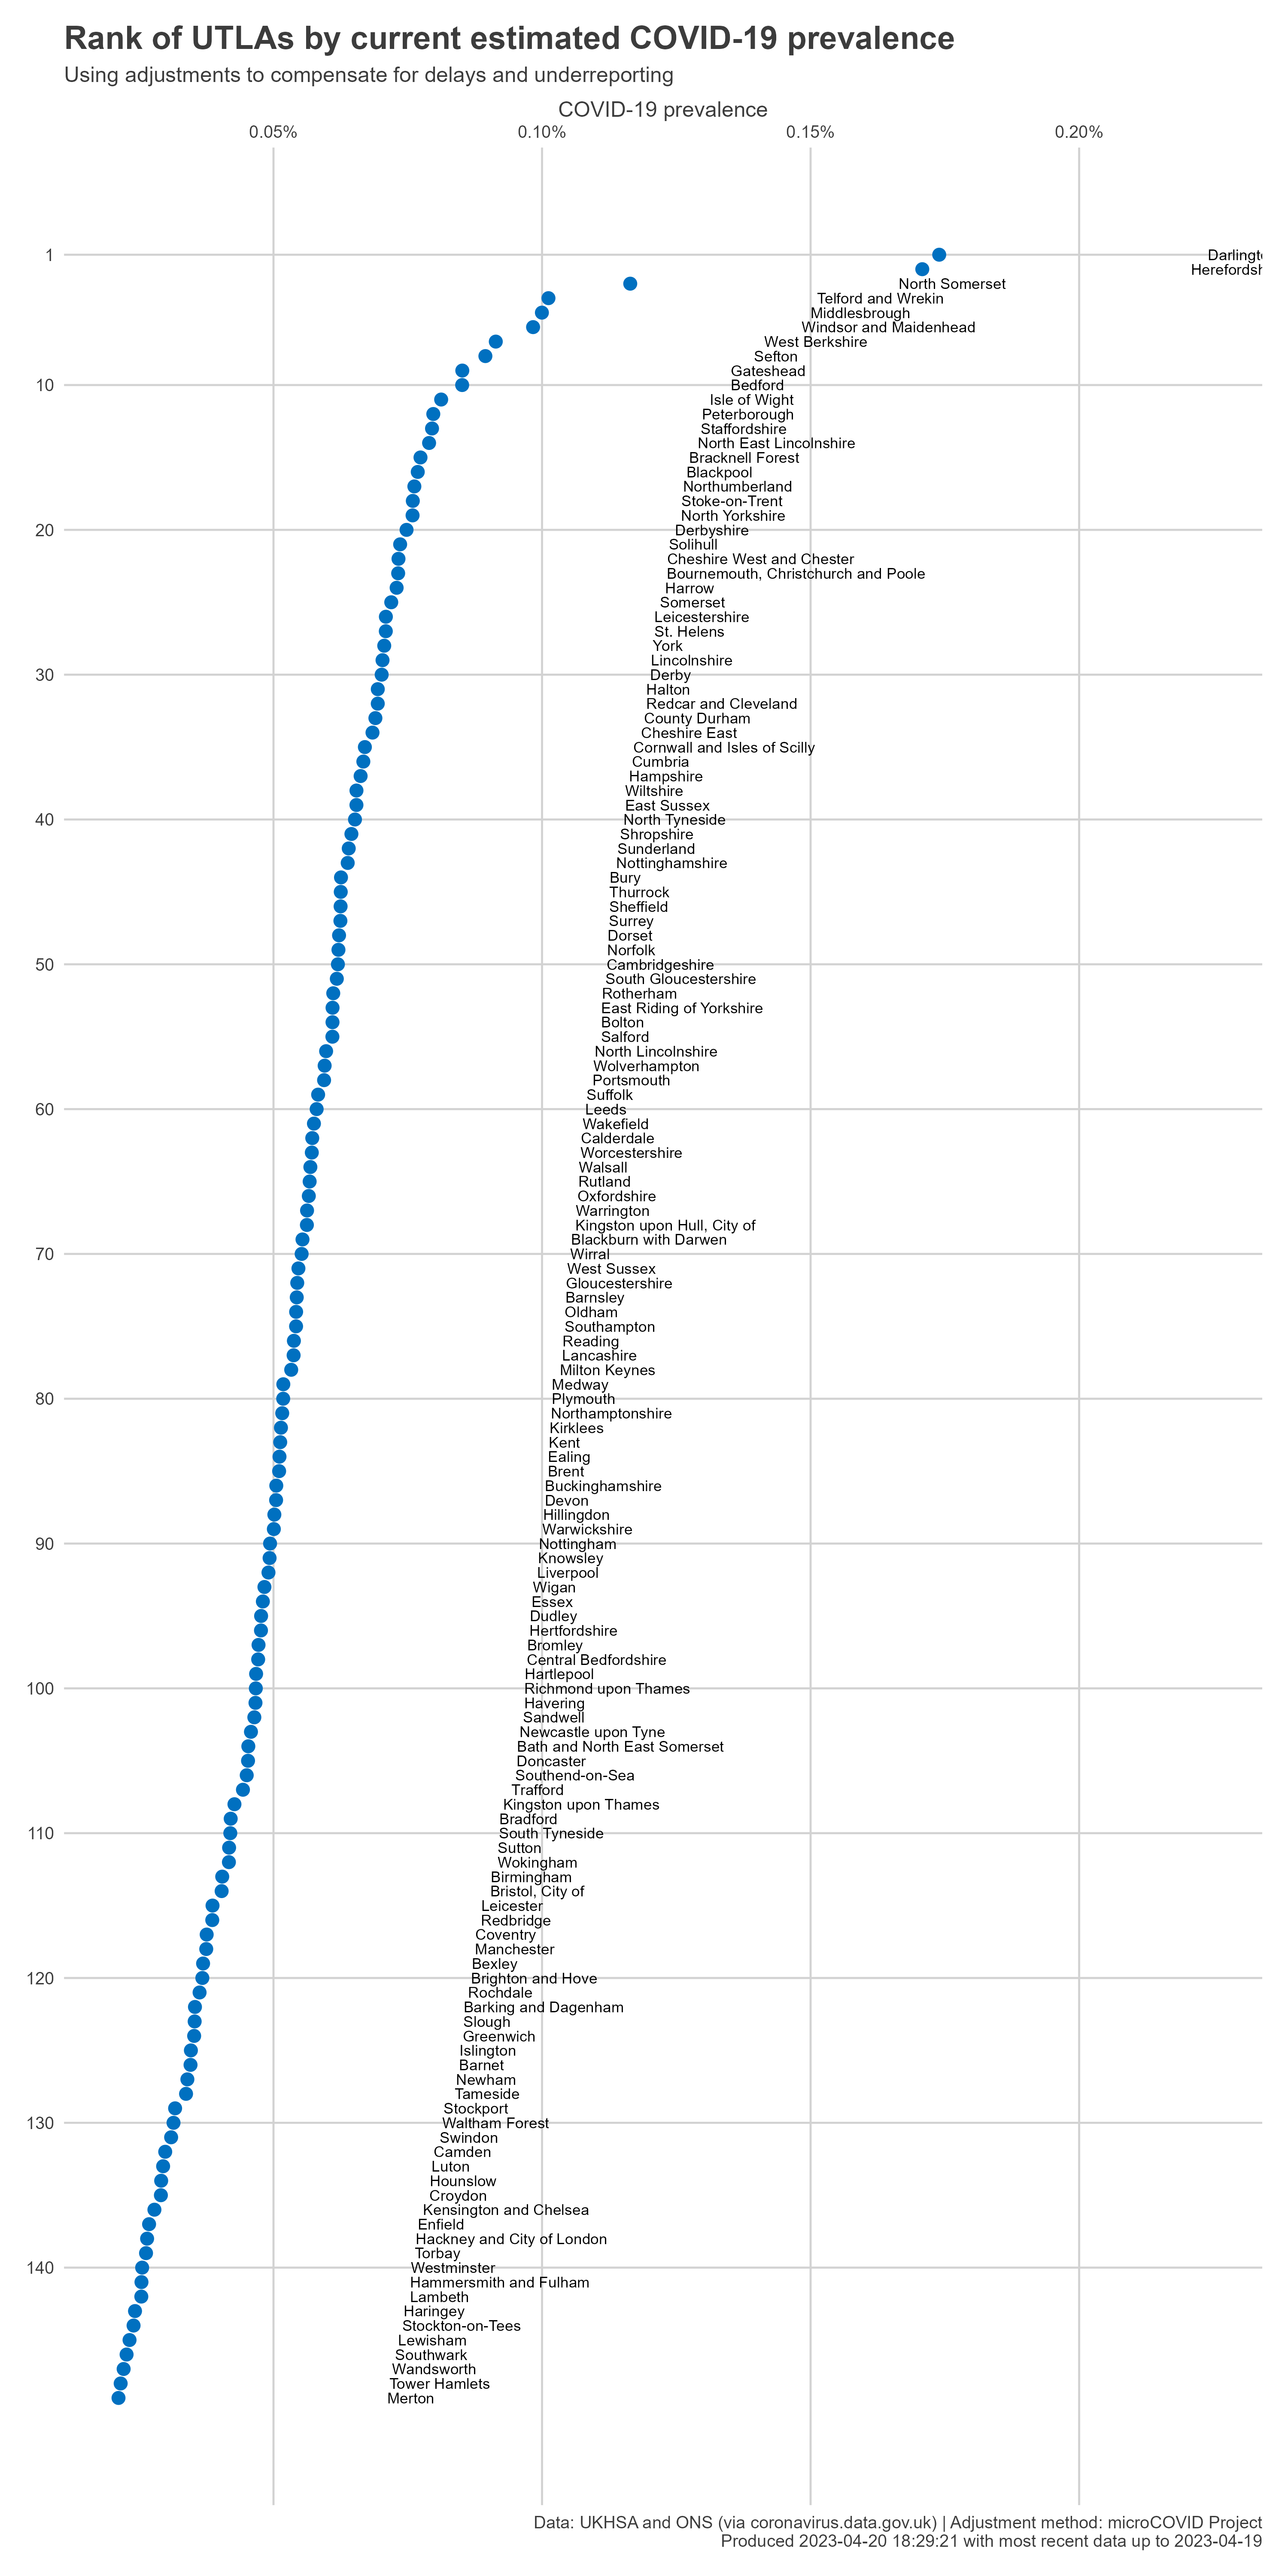 Rank of UTLAs by current estimated COVID-19 prevalence
Using adjustments to compensate for delays and underreporting
COVID-19 prevalence
0.05% 0.10% 0.15% 0.20%
1 Darlingt
Herefordsh
North Somerset
Telford and Wrekin
Middlesbrough
Windsor and Maidenhead
West Berkshire
Sefton
Gateshead
10 Bedford
Isle of Wight
Peterborough
Staffordshire
North East Lincolnshire
Bracknell Forest
Blackpool
Northumberland
Stoke-on-Trent
North Yorkshire
20 Derbyshire
Solihull
Cheshire West and Chester
Bournemouth, Christchurch and Poole
Harrow
Somerset
Leicestershire
St. Helens
York
Lincolnshire
30 Derby
Halton
Redcar and Cleveland
County Durham
Cheshire East
Cornwall and Isles of Scilly
Cumbria
Hampshire
Wiltshire
East Sussex
40 North Tyneside
Shropshire
Sunderland
Nottinghamshire
Bury
Thurrock
Sheffield
Surrey
Dorset
Norfolk
50 Cambridgeshire
South Gloucestershire
Rotherham
East Riding of Yorkshire
Bolton
Salford
North Lincolnshire
Wolverhampton
Portsmouth
Suffolk
60 Leeds
Wakefield
Calderdale
Worcestershire
Walsall
Rutland
Oxfordshire
Warrington
Kingston upon Hull, City of
Blackburn with Darwen
70 Wirral
West Sussex
Gloucestershire
Barnsley
Oldham
Southampton
Reading
Lancashire
Milton Keynes
Medway
80 Plymouth
Northamptonshire
Kirklees
Kent
Ealing
Brent
Buckinghamshire
Devon
Hillingdon
Warwickshire
90 Nottingham
Knowsley
Liverpool
Wigan
Essex
Dudley
Hertfordshire
Bromley
Central Bedfordshire
Hartlepool
100 Richmond upon Thames
Havering
Sandwell
Newcastle upon Tyne
Bath and North East Somerset
Doncaster
Southend-on-Sea
Trafford
Kingston upon Thames
Bradford
110 South Tyneside
Sutton
Wokingham
Birmingham
Bristol, City of
Leicester
Redbridge
Coventry
Manchester
Bexley
120 Brighton and Hove
Rochdale
Barking and Dagenham
Slough
Greenwich
Islington
Barnet
Newham
Tameside
Stockport
130 Waltham Forest
Swindon
Camden
Luton
Hounslow
Croydon
Kensington and Chelsea
Enfield
Hackney and City of London
Torbay
140 Westminster
Hammersmith and Fulham
Lambeth
Haringey
Stockton-on-Tees
Lewisham
Southwark
Wandsworth
Tower Hamlets
Merton
Data: UKHSA and ONS (via coronavirus.data.gov.uk) | Adjustment method: microCOVID Project
Produced 2023-04-20 18:29:21 with most recent data up to 2023-04-19